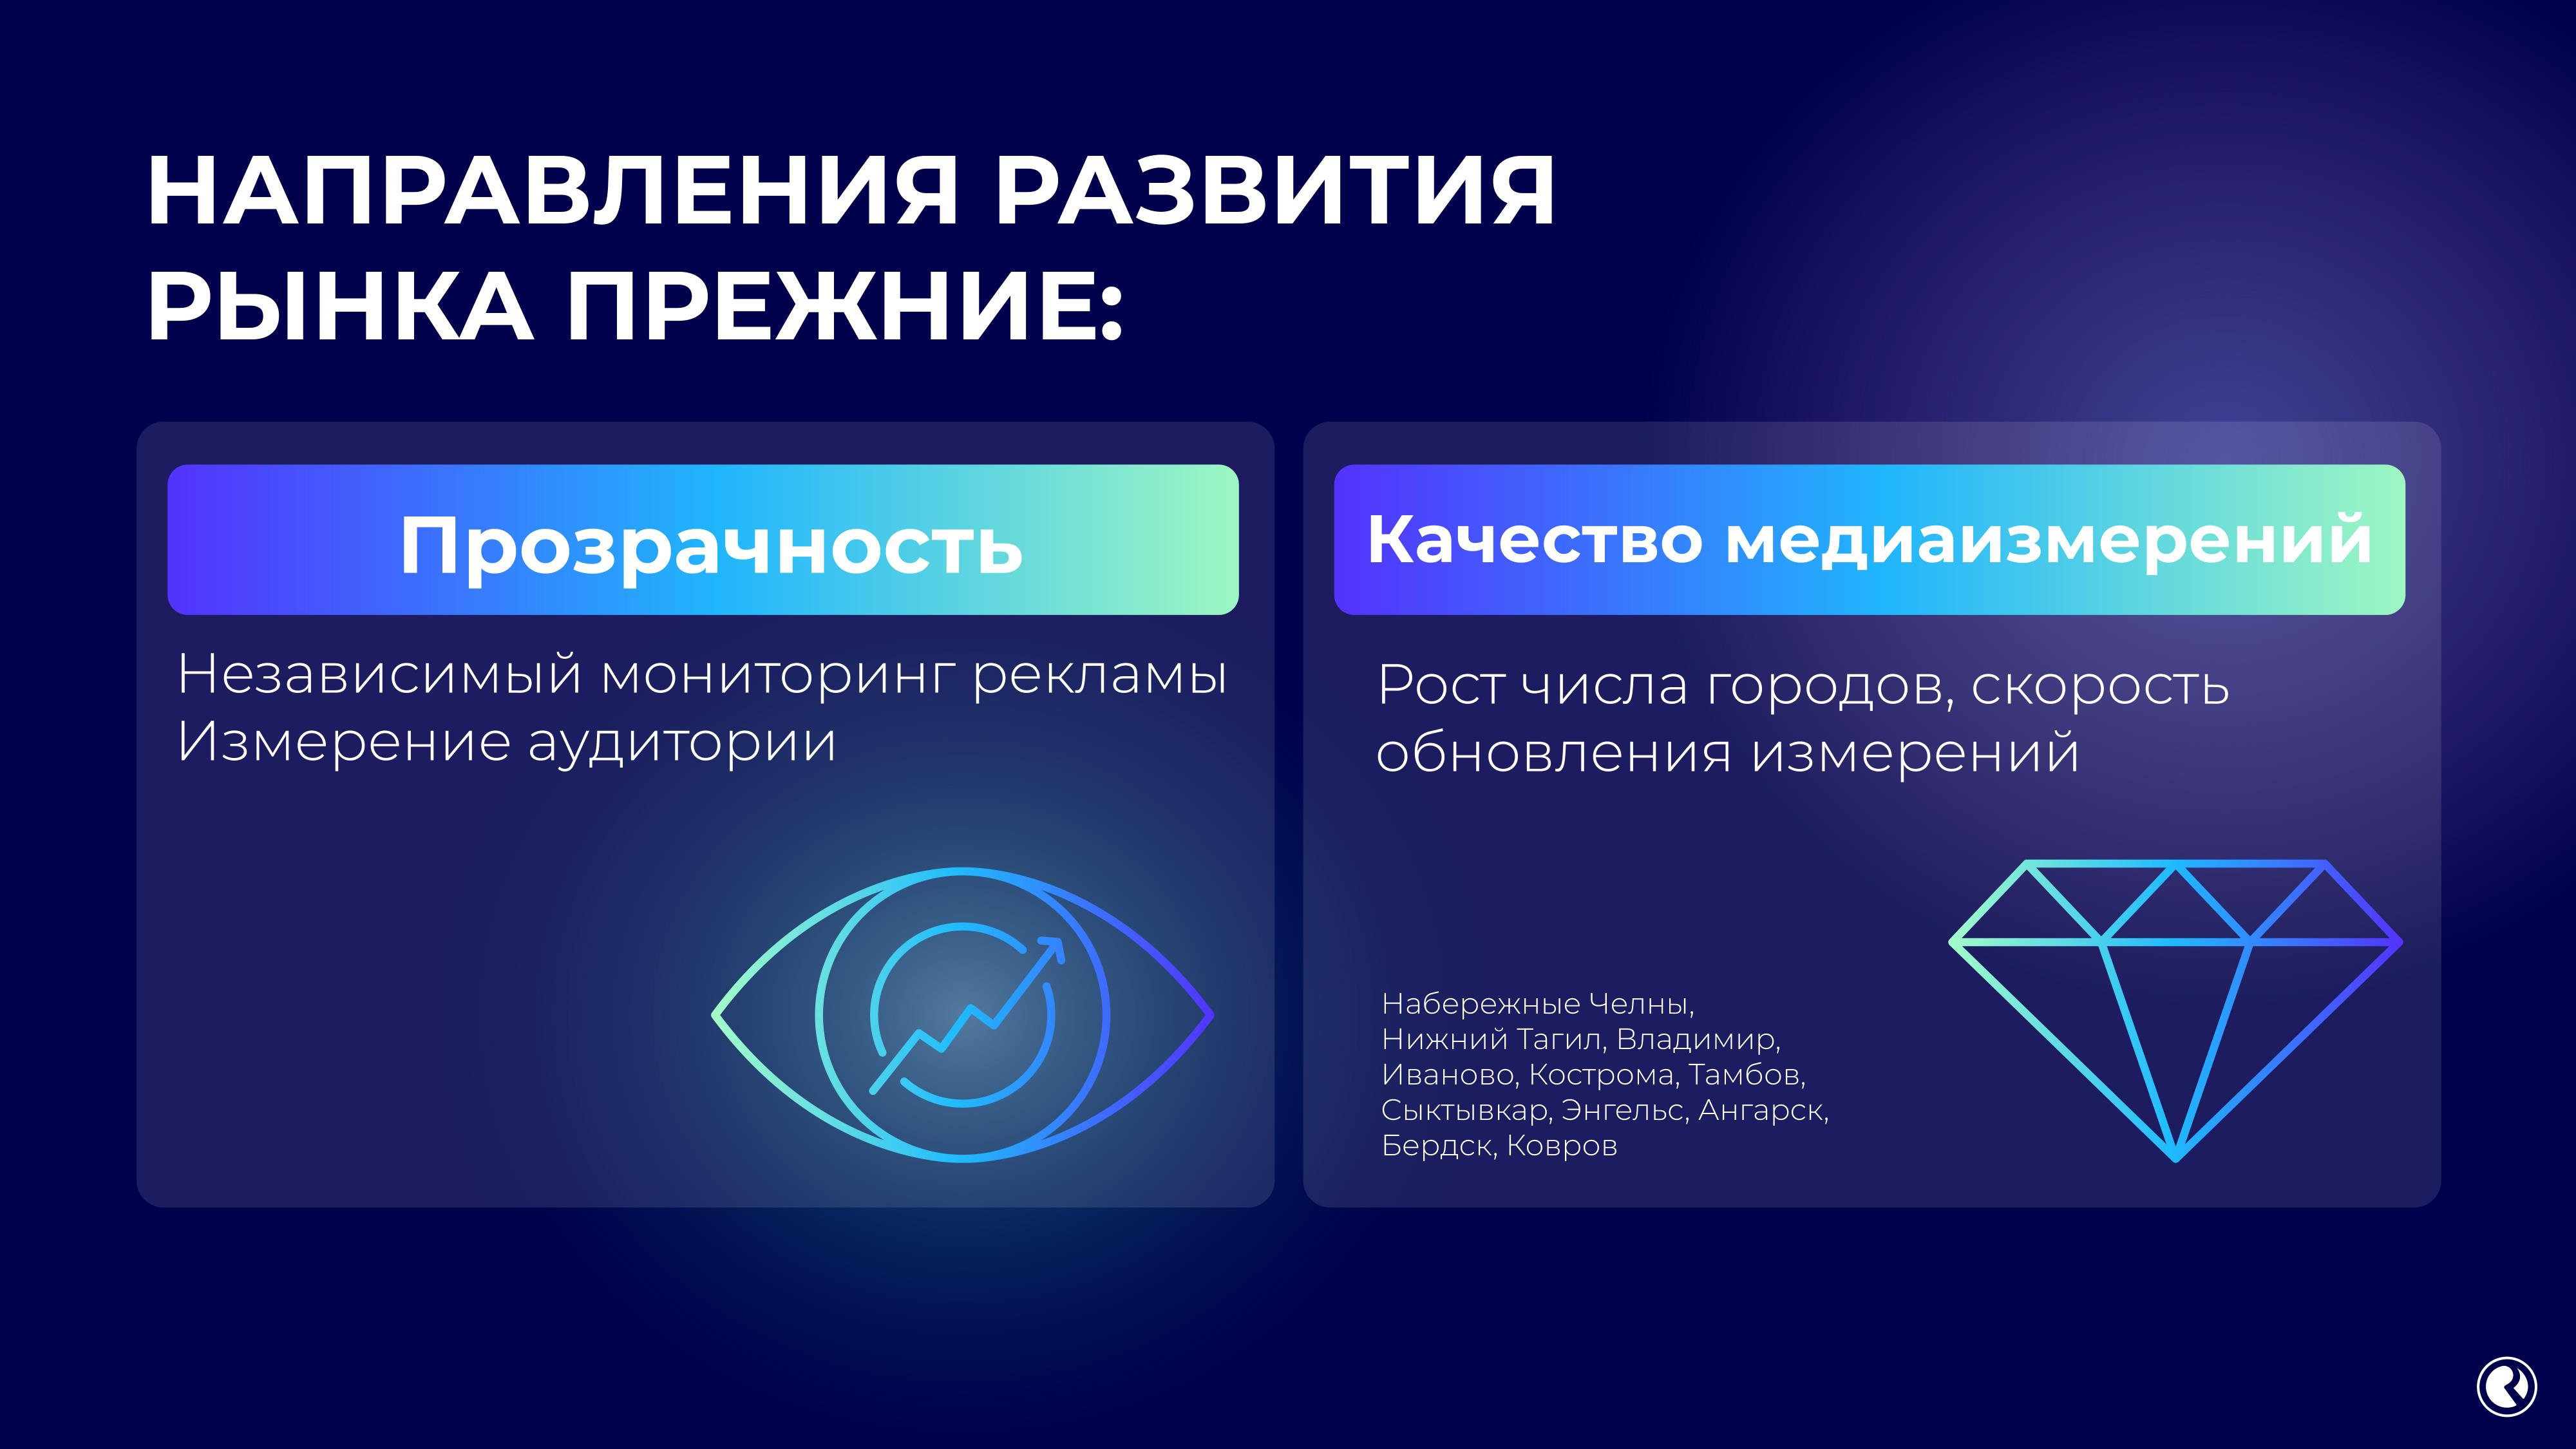 НАПРАВЛЕНИЯ РАЗВИТИЯ
РЫНКА ПРЕЖНИЕ:
Прозрачность
Независимый мониторинг рекламы
Измерение аудитории
Качество медиаизмерений
Рост числа городов, скорость
обновления измерений
Набережные Челны,
Нижний Тагил, Владимир,
Иваново, Кострома, Тамбов,
Сыктывкар, Энгельс, Ангарск,
Бердск, Ковров